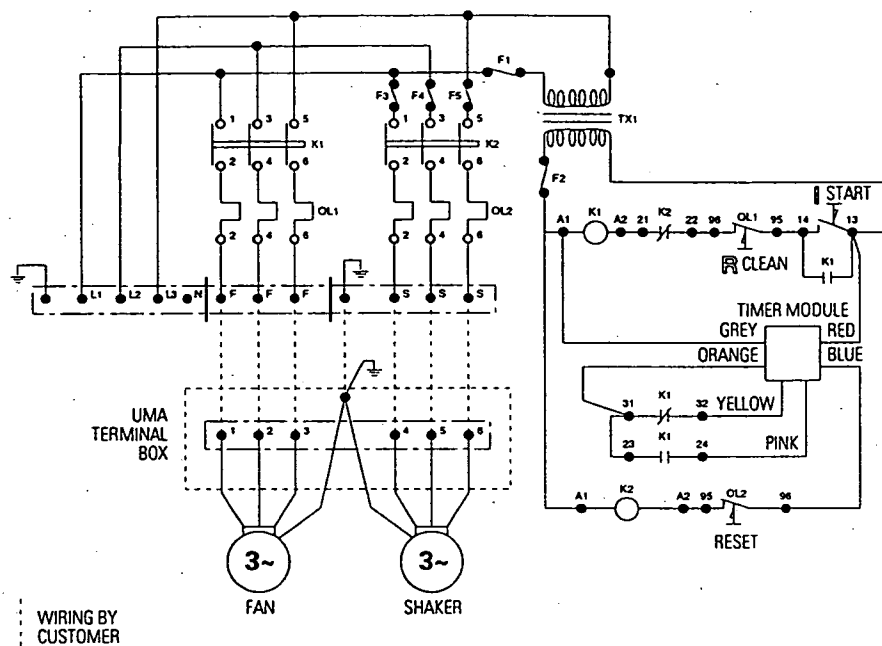 F1
F3 F4 F5
1 3 5 1 3 5
TX1
K1 K2
2 4 6 2 4 6
F2
I START
OL1 OL2
A1 K1 A2 21 K2 22 96 OL1 95 14 13
2 4 6 2 4 6
R CLEAN
K1
L1 L2 L3 N F F F S S S
TIMER MODULE
GREY RED
ORANGE BLUE
31 K1 32 YELLOW
UMA
TERMINAL
BOX
1 2 3 4 5 6
23 K1 24 PINK
A1 K2 A2 95 OL2 96
RESET
3~ 3~
FAN SHAKER
WIRING BY
CUSTOMER